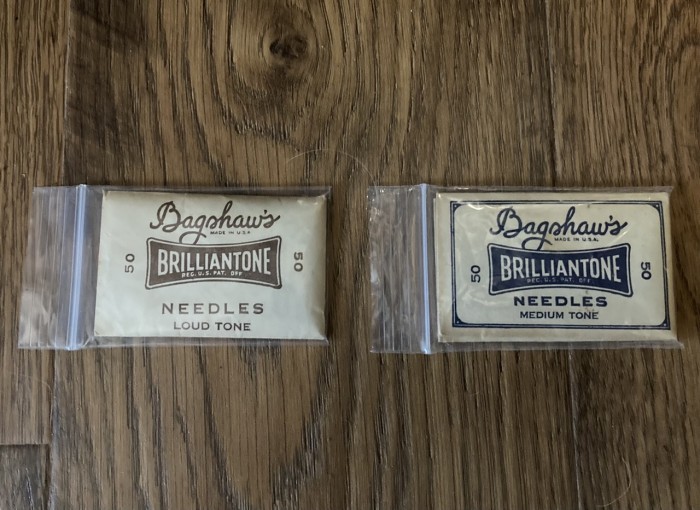 Bagshaw's
MADE IN U.S.A.
50
BRILLIANTONE
50
REG. U.S. PAT. OFF
NEEDLES
LOUD TONE
Bagshaw's
MADE IN U.S.A.
50
BRILLIANTONE
50
REG. U.S. PAT. OFF
NEEDLES
MEDIUM TONE